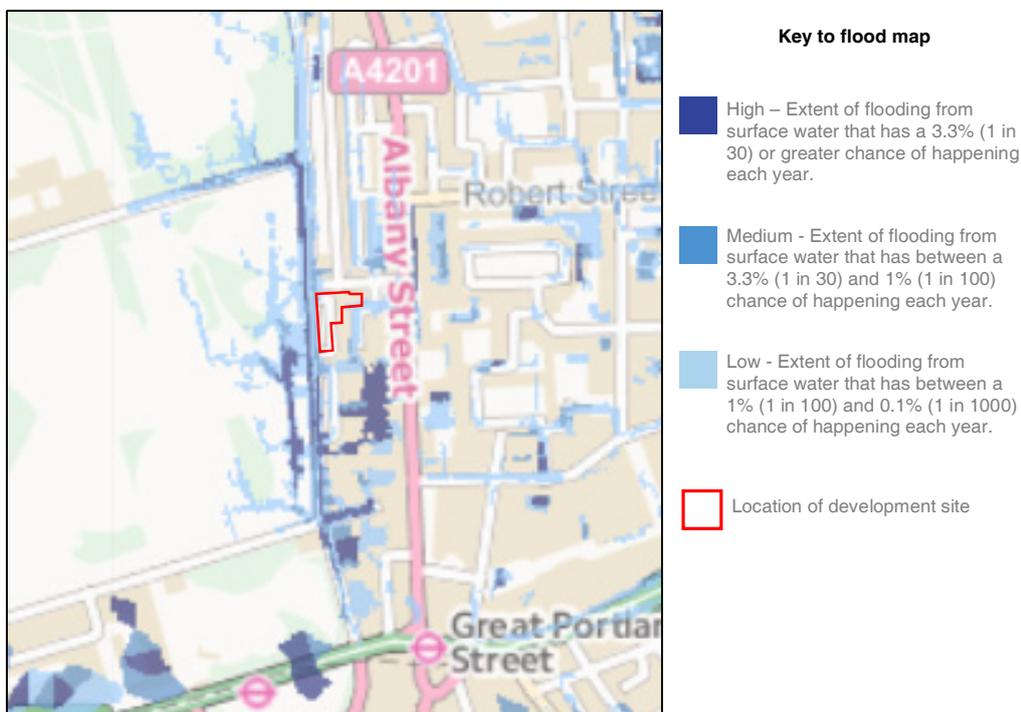 A4201
Albany Street
Robert Stree
Great Portlan
Street
Key to flood map
High – Extent of flooding from
surface water that has a 3.3% (1 in
30) or greater chance of happening
each year.
Medium - Extent of flooding from
surface water that has between a
3.3% (1 in 30) and 1% (1 in 100)
chance of happening each year.
Low - Extent of flooding from
surface water that has between a
1% (1 in 100) and 0.1% (1 in 1000)
chance of happening each year.
Location of development site